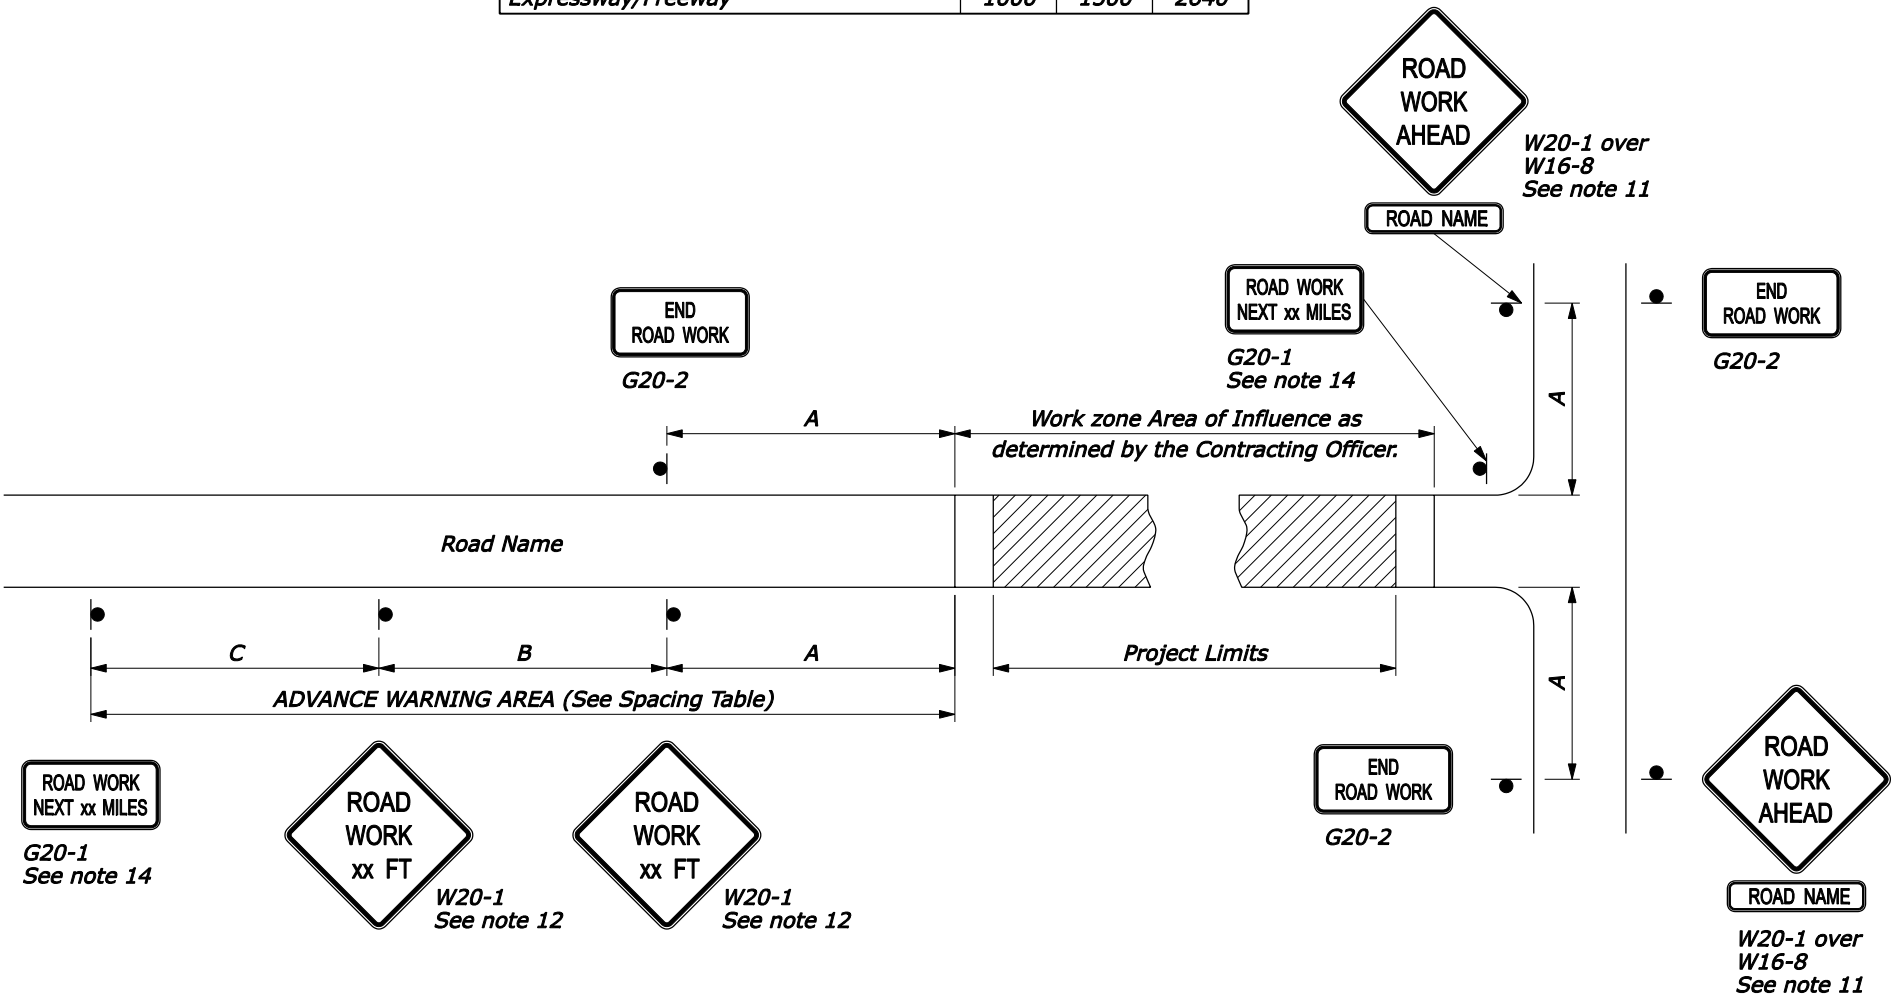 Expressway/Freeway 1000 1500 2640
ROAD
WORK
AHEAD
W20-1 over
W16-8
See note 11
ROAD NAME
ROAD WORK
NEXT xx MILES
G20-1
See note 14
END
ROAD WORK
G20-2
END
ROAD WORK
G20-2
A
Work zone Area of Influence as
determined by the Contracting Officer.
A
Road Name
C
B
A
Project Limits
A
ADVANCE WARNING AREA (See Spacing Table)
ROAD WORK
NEXT xx MILES
G20-1
See note 14
ROAD
WORK
xx FT
W20-1
See note 12
ROAD
WORK
xx FT
W20-1
See note 12
END
ROAD WORK
G20-2
ROAD
WORK
AHEAD
ROAD NAME
W20-1 over
W16-8
See note 11